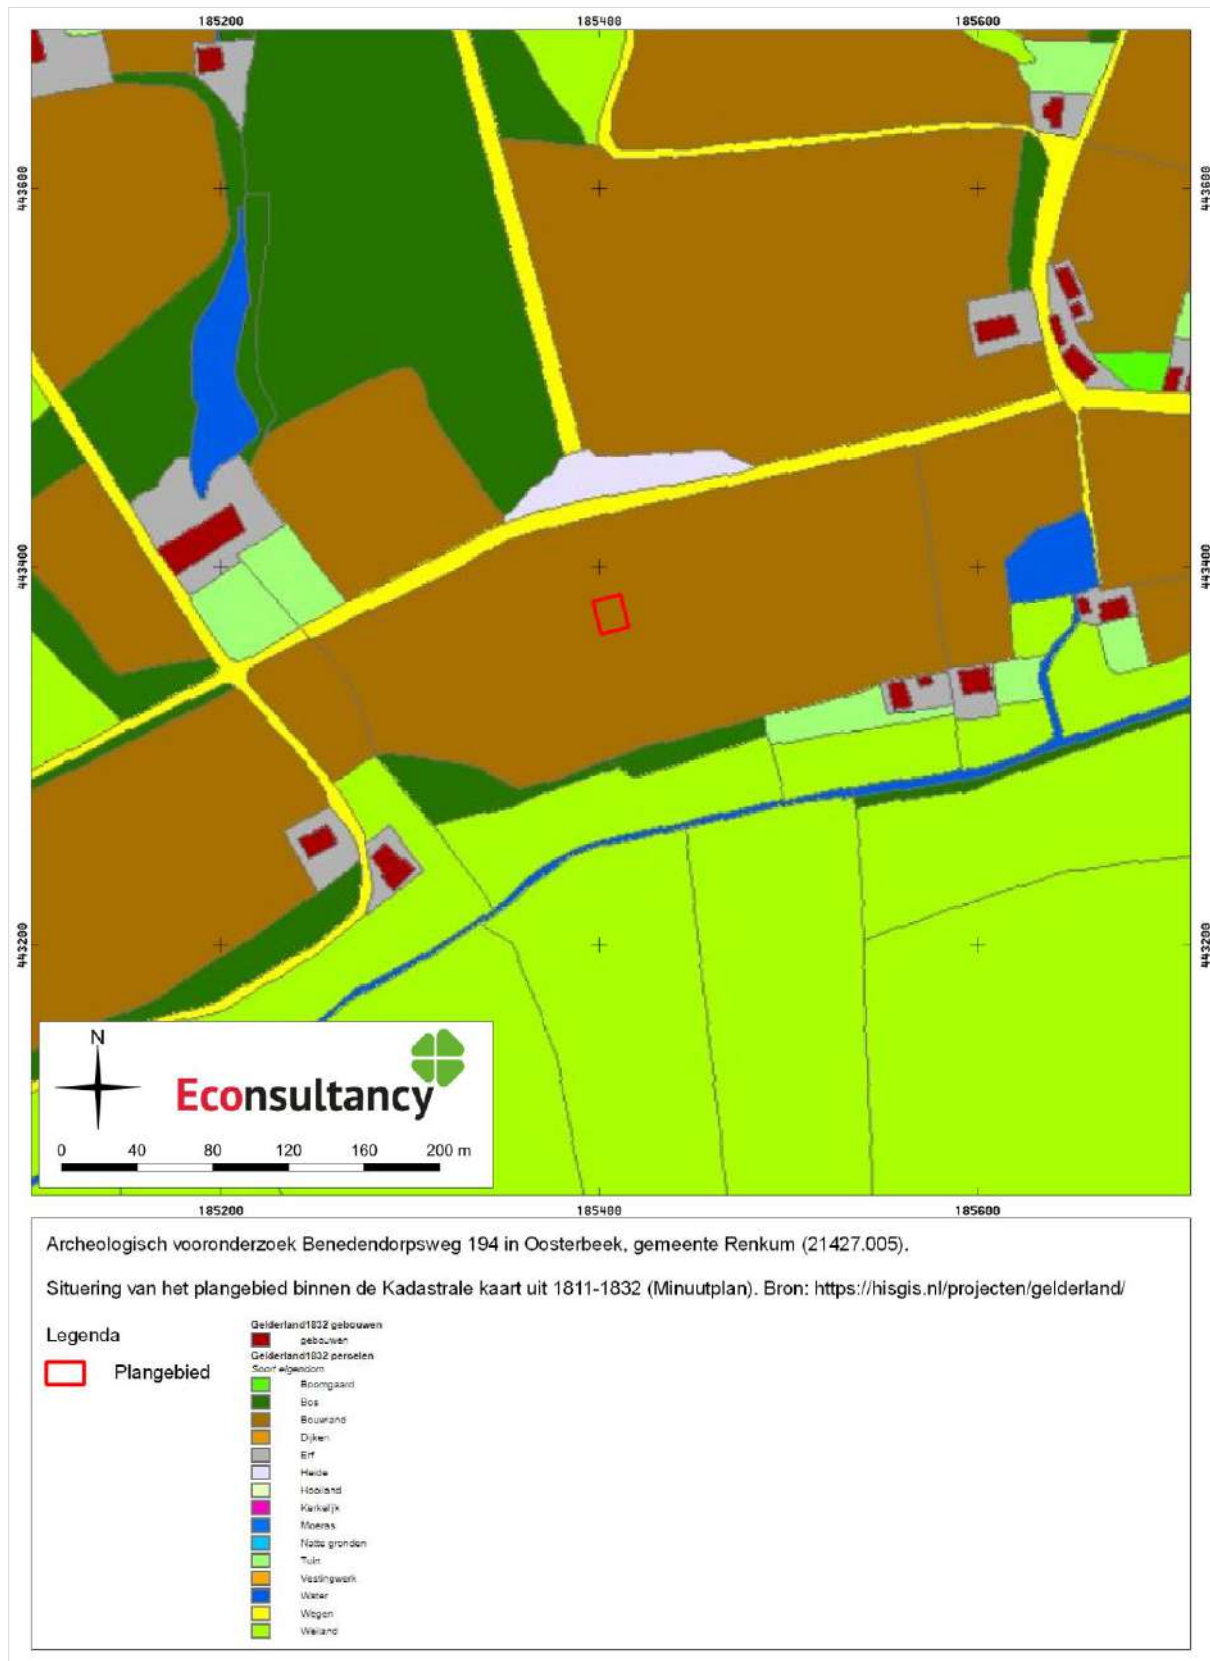 185200 185400 185600
443600 443600
443400 443400
443200 443200
N
Econsultancy
0 40 80 120 160 200 m
185200 185400 185600
Archeologisch vooronderzoek Benedendorpsweg 194 in Oosterbeek, gemeente Renkum (21427.005).
Situering van het plangebied binnen de Kadastrale kaart uit 1811-1832 (Minuutplan). Bron: https://hisgis.nl/projecten/gelderland/
Legenda
Plangebied
Gelderland1832 gebouwen
gebouwen
Gelderland1832 percelen
Soort eigendom
Boomgaard
Bos
Bouwland
Dijken
Erf
Heide
Hooiland
Kerkelijk
Moeras
Natte gronden
Tuin
Vestingwerk
Water
Wegen
Weiland